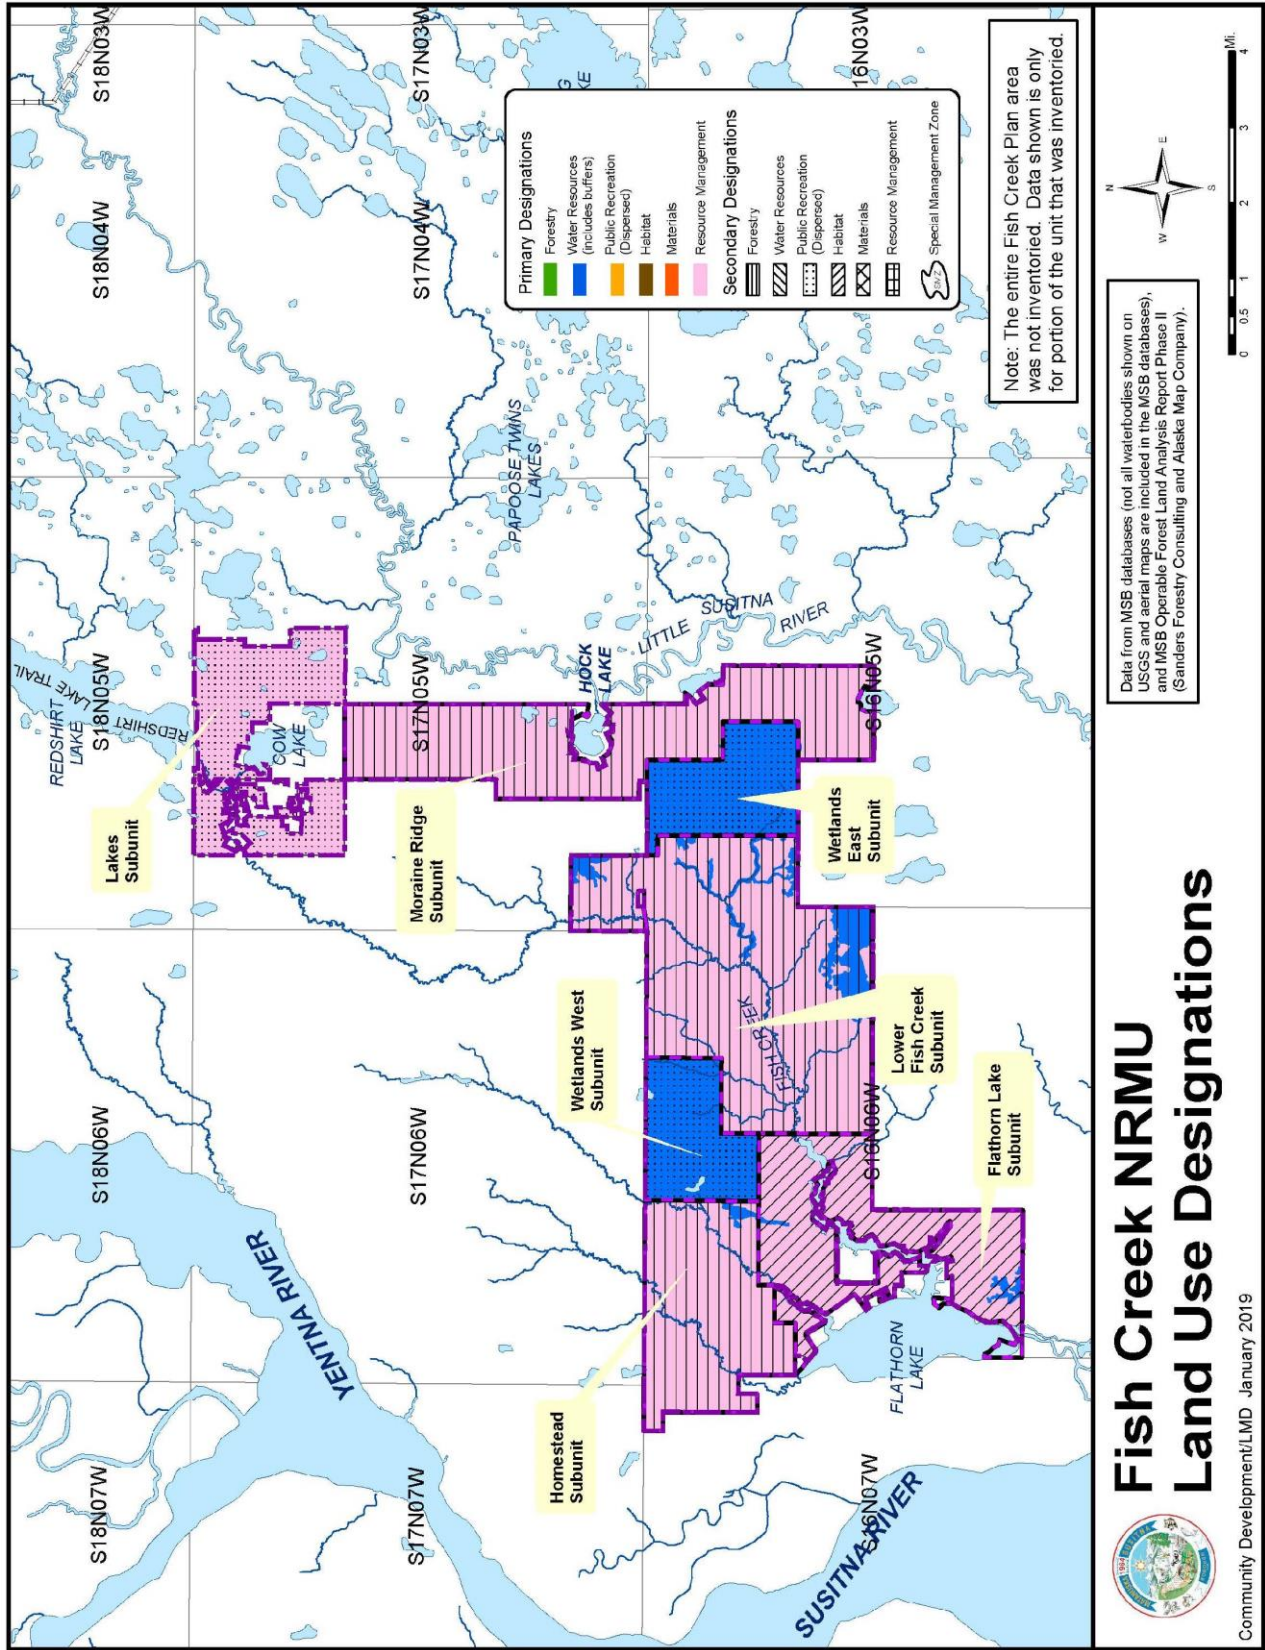 S18N07W
S18N06W
S18N05W
S18N04W
S18N03W
REDSHIRT
LAKE
REDSHIRT
LAKE TRAIL
Lakes
Subunit
COW
LAKE
YENTNA RIVER
S17N07W
S17N06W
Moraine Ridge
Subunit
S17N05W
S17N04W
S17N03W
PAPOOSE TWINS
LAKES
HOCK
LAKE
LITTLE
SUSITNA
RIVER
Homestead
Subunit
Wetlands West
Subunit
Wetlands
East
Subunit
FISH CREEK
Lower
Fish Creek
Subunit
Flathorn Lake
Subunit
FLATHORN
LAKE
SUSITNA RIVER
S16N07W
S16N06W
S16N05W
16N03W
G
KE
Primary Designations
Forestry
Water Resources
(includes buffers)
Public Recreation
(Dispersed)
Habitat
Materials
Resource Management
Secondary Designations
Forestry
Water Resources
Public Recreation
(Dispersed)
Habitat
Materials
Resource Management
SMZ
Special Management Zone
Note: The entire Fish Creek Plan area
was not inventoried. Data shown is only
for portion of the unit that was inventoried.
Fish Creek NRMU
Land Use Designations
Community Development/LMD January 2019
Data from MSB databases (not all waterbodies shown on
USGS and aerial maps are included in the MSB databases),
and MSB Operable Forest Land Analysis Report Phase II
(Sanders Forestry Consulting and Alaska Map Company).
N
W
E
S
0 0.5 1 2 3 4
Mi.